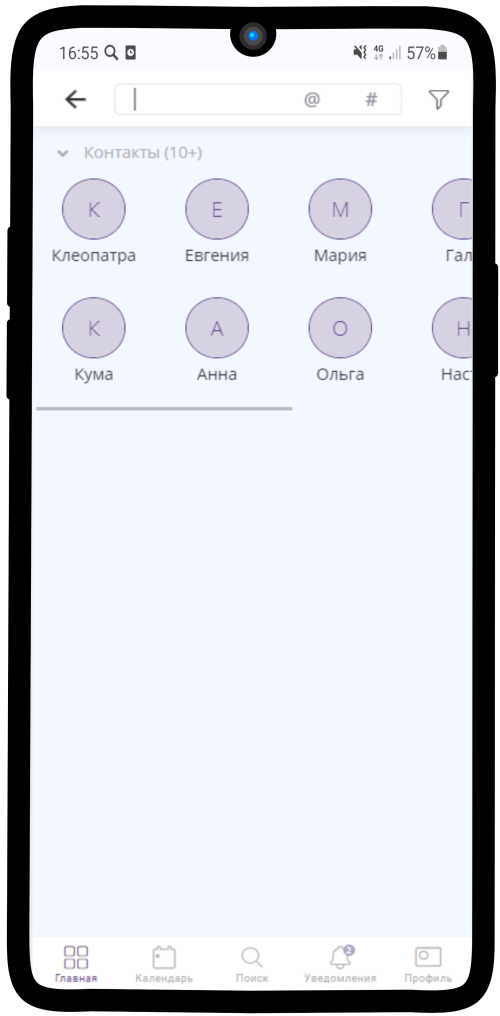 16:55 4G 57%
@ #
Контакты (10+)
К Е М Г
Клеопатра Евгения Мария Гал
К А О Н
Кума Анна Ольга Наст
2
Главная Календарь Поиск Уведомления Профиль